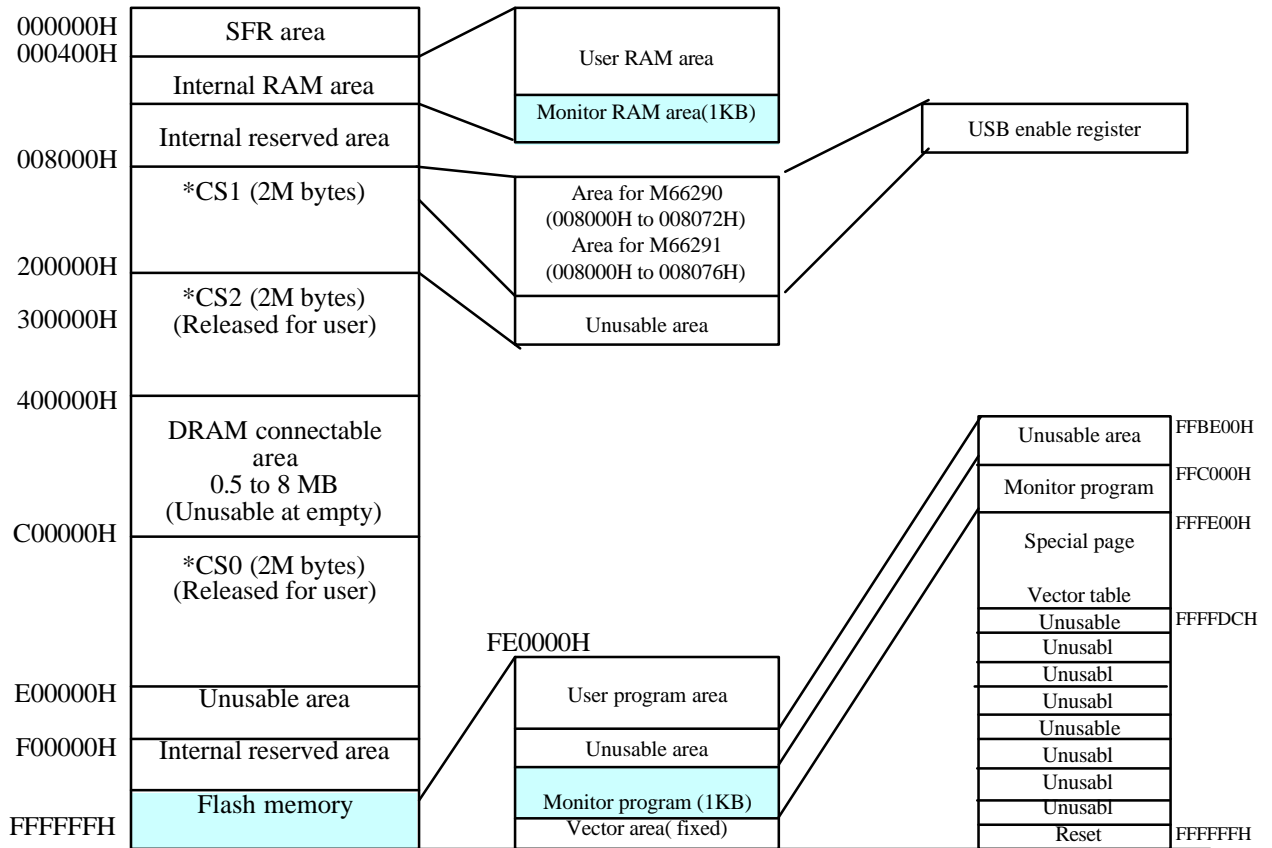 000000H
SFR area
000400H
Internal RAM area
Internal reserved area
008000H
*CS1 (2M bytes)
200000H
*CS2 (2M bytes)
(Released for user)
300000H
400000H
DRAM connectable
area
0.5 to 8 MB
(Unusable at empty)
C00000H
*CS0 (2M bytes)
(Released for user)
E00000H
Unusable area
F00000H
Internal reserved area
Flash memory
FFFFFFH
User RAM area
Monitor RAM area(1KB)
Area for M66290
(008000H to 008072H)
Area for M66291
(008000H to 008076H)
Unusable area
USB enable register
FE0000H
User program area
Unusable area
Monitor program (1KB)
Vector area( fixed)
Unusable area
FFBE00H
Monitor program
FFC000H
FFFE00H
Special page
Vector table
Unusable
FFFFDCH
Unusabl
Unusabl
Unusabl
Unusable
Unusabl
Unusabl
Unusabl
Reset
FFFFFFH